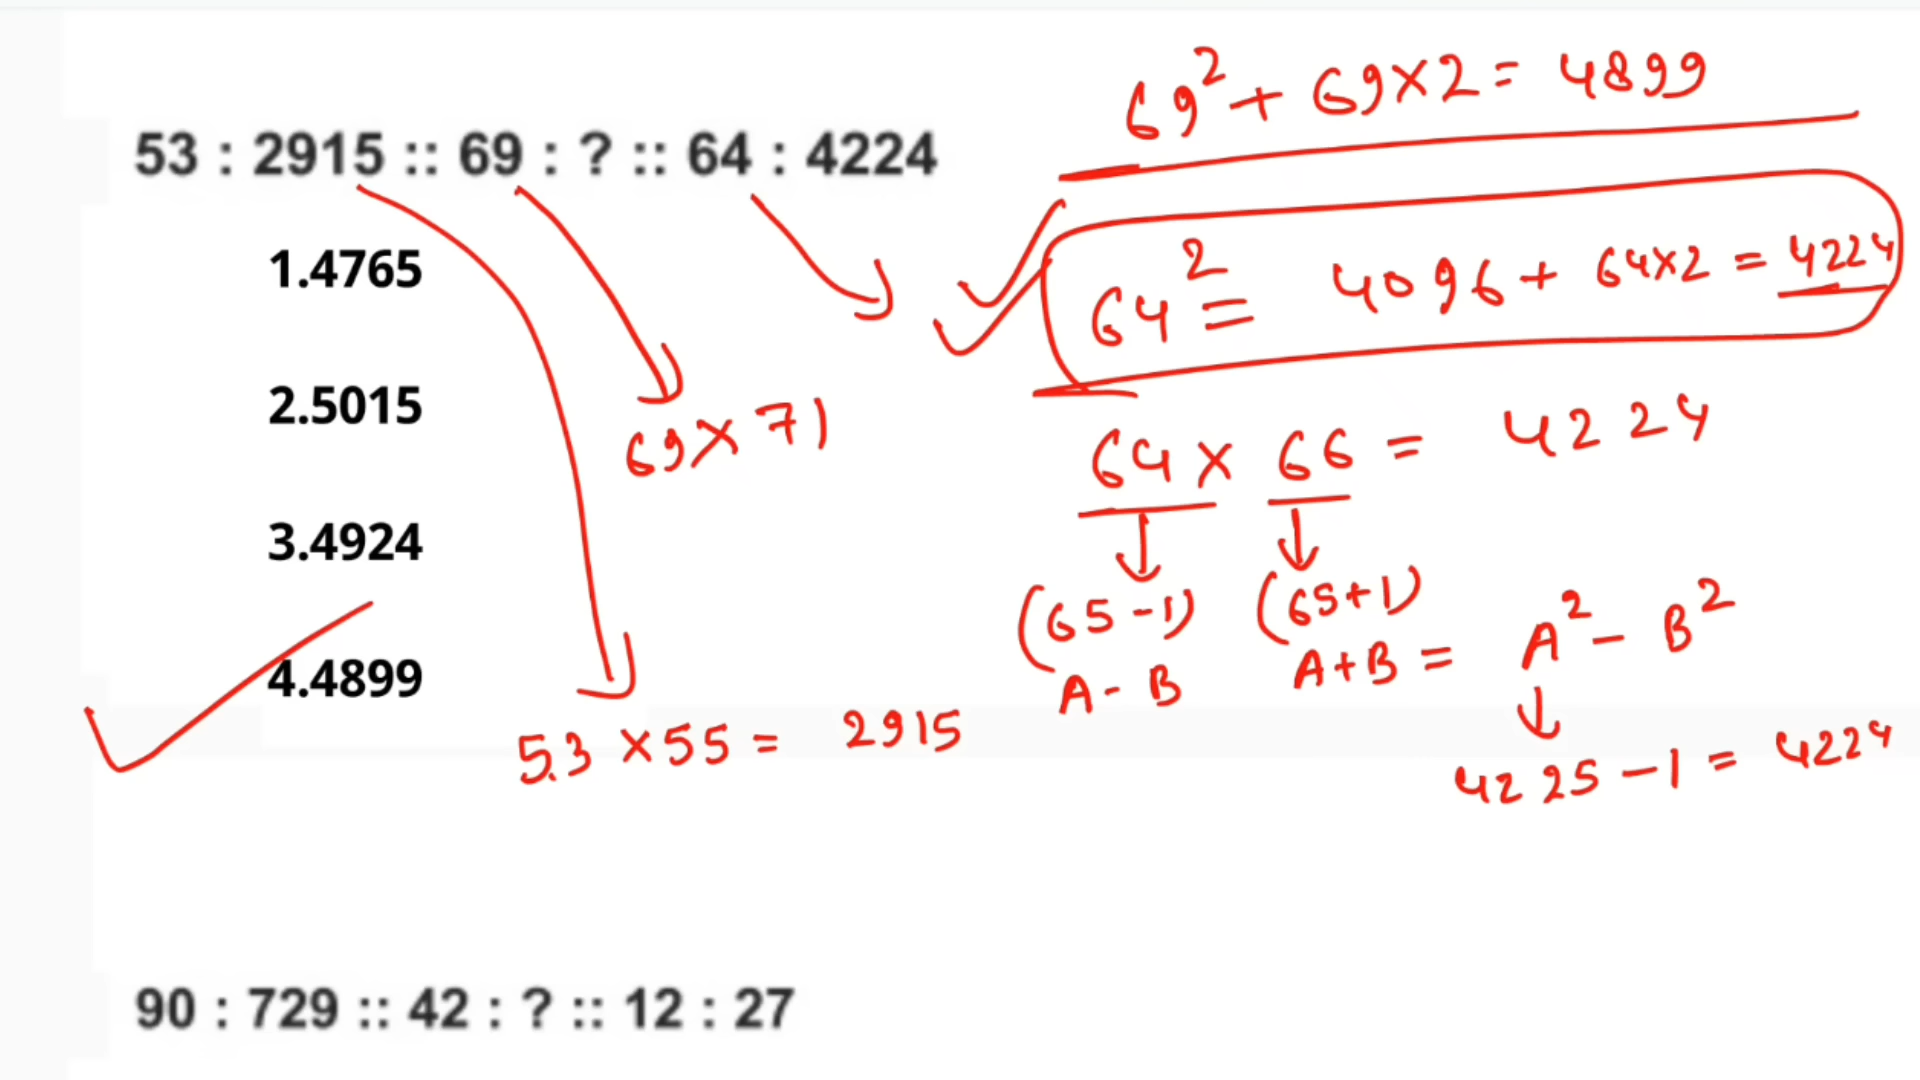 69² + 69×2 = 4899
53 : 2915 :: 69 : ? :: 64 : 4224
1.4765
64² = 4096 + 64×2 = 4224
2.5015
69×71
64 × 66 = 4224
3.4924
(65-1) (65+1)
A-B A+B = A² - B²
4.4899
53 ×55 = 2915
4225 - 1 = 4224
90 : 729 :: 42 : ? :: 12 : 27